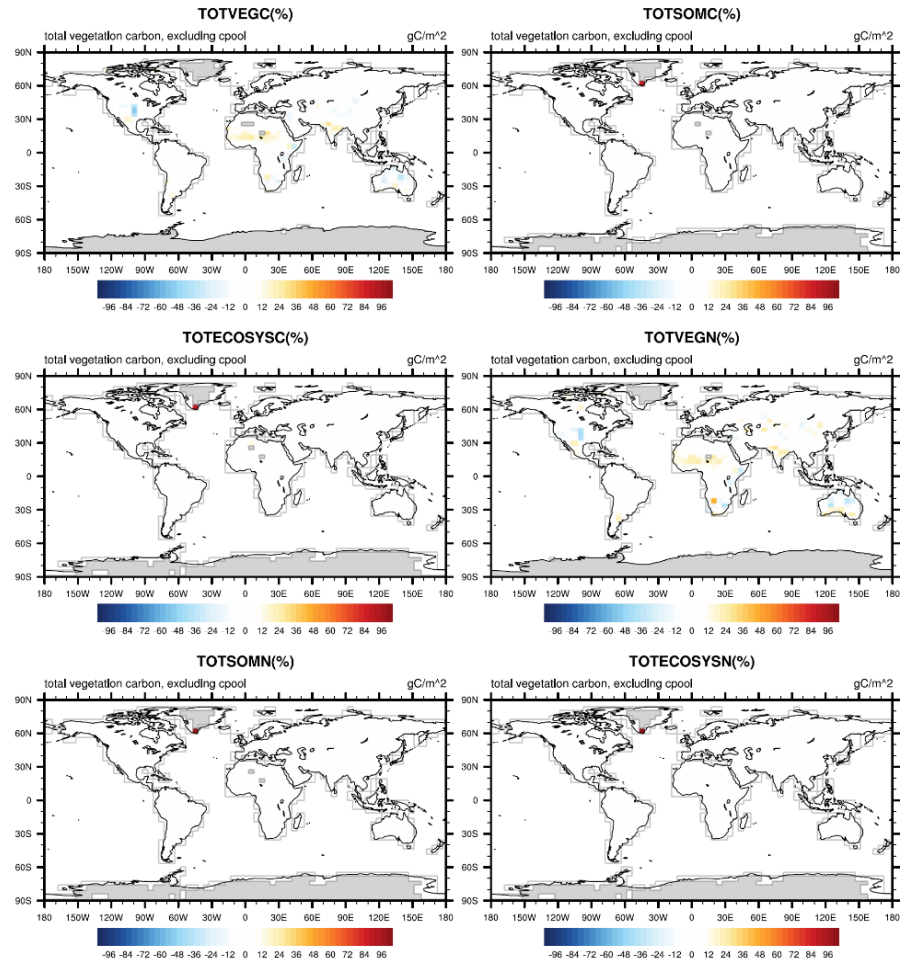 TOTVEGC(%)
total vegetation carbon, excluding cpool gC/m^2
90N
60N
30N
0
30S
60S
90S
180 150W 120W 90W 60W 30W 0 30E 60E 90E 120E 150E 180
-96 -84 -72 -60 -48 -36 -24 -12 0 12 24 36 48 60 72 84 96
TOTSOMC(%)
total vegetation carbon, excluding cpool gC/m^2
90N
60N
30N
0
30S
60S
90S
180 150W 120W 90W 60W 30W 0 30E 60E 90E 120E 150E 180
-96 -84 -72 -60 -48 -36 -24 -12 0 12 24 36 48 60 72 84 96
TOTECOSYSC(%)
total vegetation carbon, excluding cpool gC/m^2
90N
60N
30N
0
30S
60S
90S
180 150W 120W 90W 60W 30W 0 30E 60E 90E 120E 150E 180
-96 -84 -72 -60 -48 -36 -24 -12 0 12 24 36 48 60 72 84 96
TOTVEGN(%)
total vegetation carbon, excluding cpool gC/m^2
90N
60N
30N
0
30S
60S
90S
180 150W 120W 90W 60W 30W 0 30E 60E 90E 120E 150E 180
-96 -84 -72 -60 -48 -36 -24 -12 0 12 24 36 48 60 72 84 96
TOTSOMN(%)
total vegetation carbon, excluding cpool gC/m^2
90N
60N
30N
0
30S
60S
90S
180 150W 120W 90W 60W 30W 0 30E 60E 90E 120E 150E 180
-96 -84 -72 -60 -48 -36 -24 -12 0 12 24 36 48 60 72 84 96
TOTECOSYSN(%)
total vegetation carbon, excluding cpool gC/m^2
90N
60N
30N
0
30S
60S
90S
180 150W 120W 90W 60W 30W 0 30E 60E 90E 120E 150E 180
-96 -84 -72 -60 -48 -36 -24 -12 0 12 24 36 48 60 72 84 96